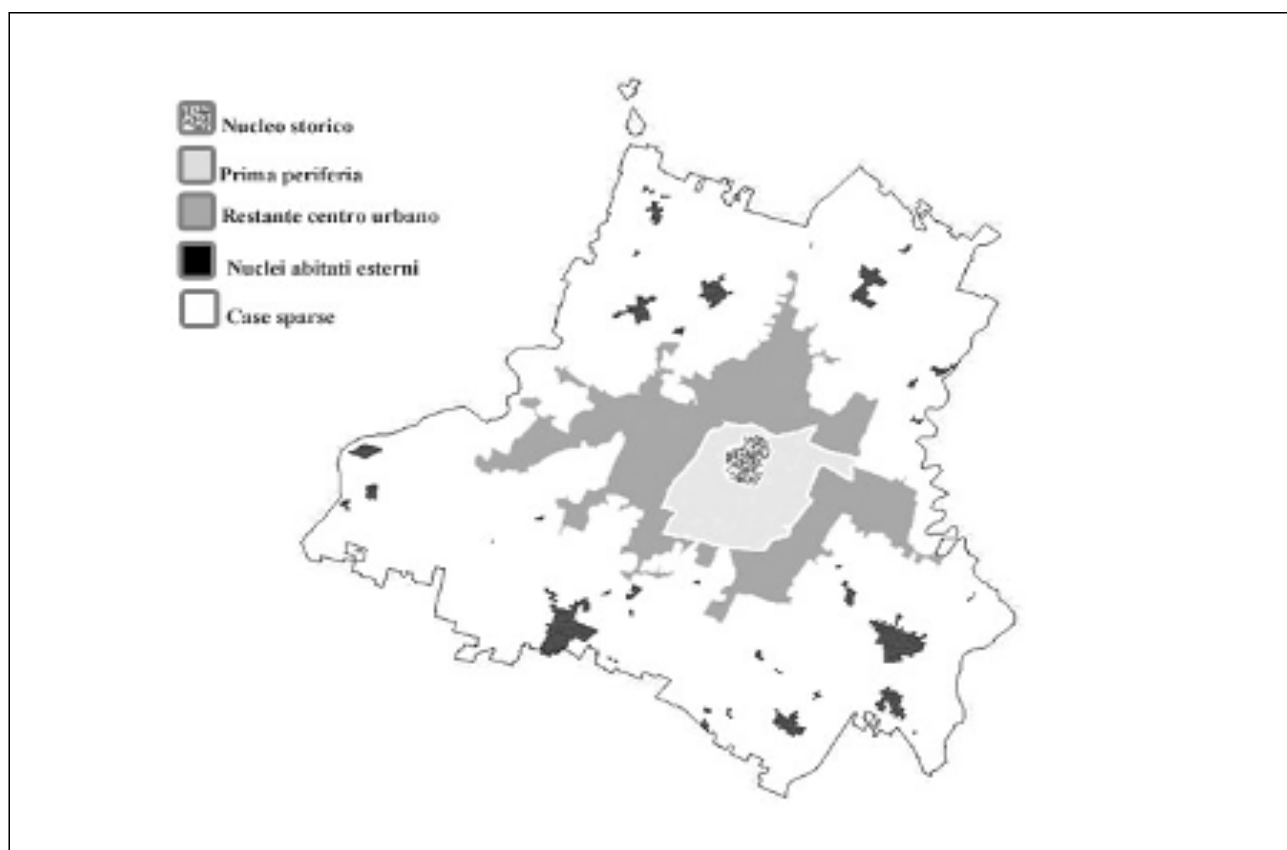 Nucleo storico
Prima periferia
Restante centro urbano
Nuclei abitati esterni
Case sparse